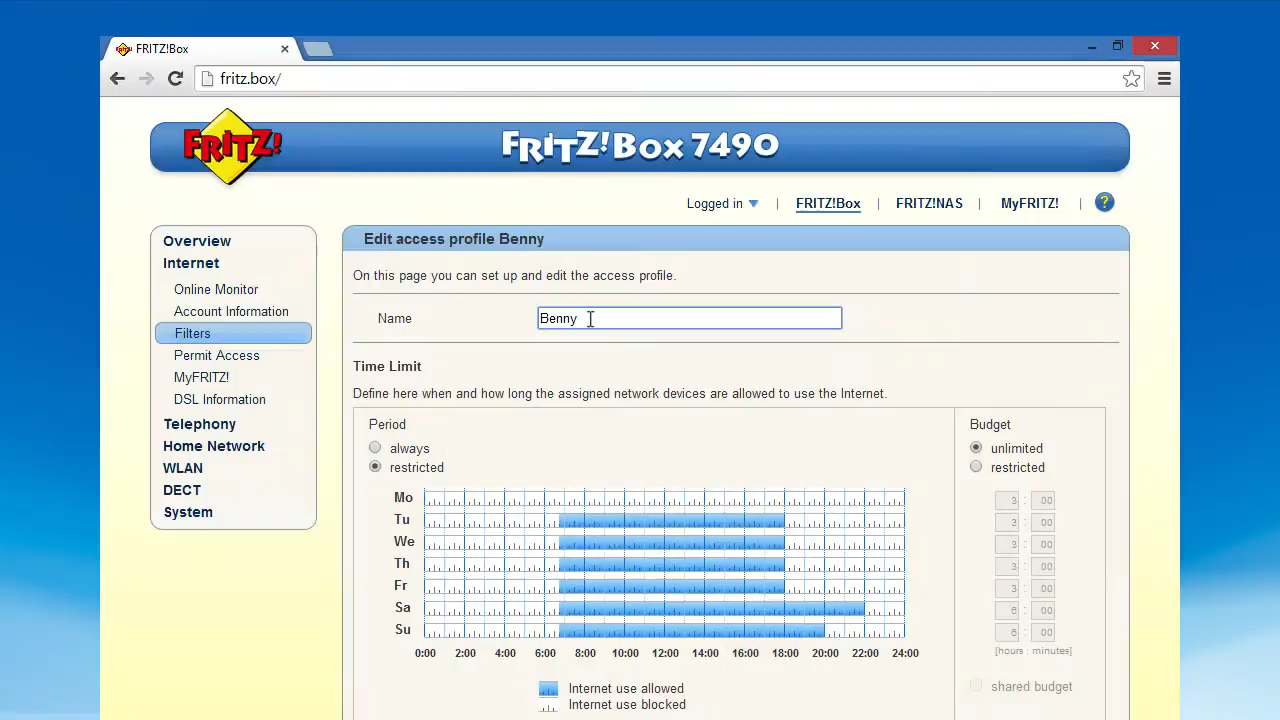 FRITZ!Box
fritz.box/
FRITZ!
FRITZ!Box 7490
Logged in | FRITZ!Box | FRITZ!NAS | MyFRITZ! | ?
Overview
Internet
Online Monitor
Account Information
Filters
Permit Access
MyFRITZ!
DSL Information
Telephony
Home Network
WLAN
DECT
System
Edit access profile Benny
On this page you can set up and edit the access profile.
Name Benny
Time Limit
Define here when and how long the assigned network devices are allowed to use the Internet.
Period
always
restricted
Mo
Tu
We
Th
Fr
Sa
Su
0:00 2:00 4:00 6:00 8:00 10:00 12:00 14:00 16:00 18:00 20:00 22:00 24:00
Internet use allowed
Internet use blocked
Budget
unlimited
restricted
3 : 00
3 : 00
3 : 00
3 : 00
3 : 00
6 : 00
6 : 00
[hours : minutes]
shared budget